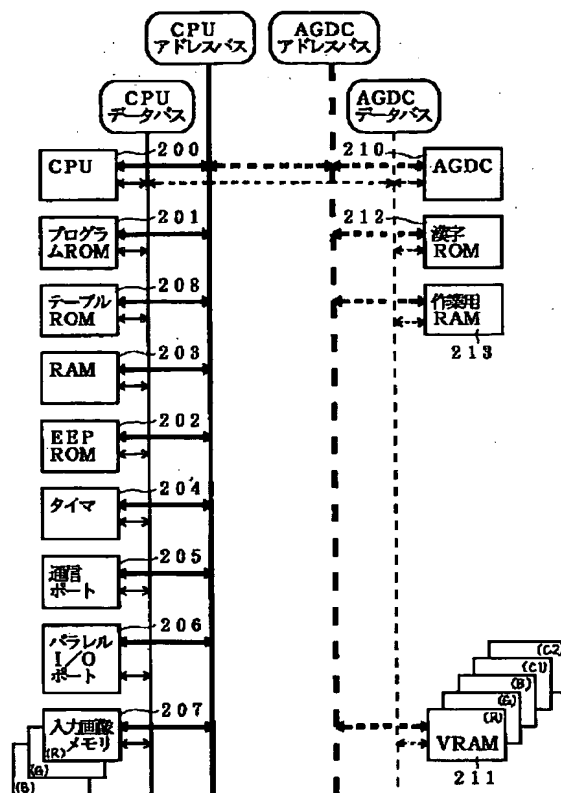 CPU
アドレスバス
AGDC
アドレスバス
CPU
データバス
AGDC
データバス
200
CPU
210
AGDC
201
プログラ
ムROM
212
漢字
ROM
208
テーブル
ROM
作業用
RAM
213
203
RAM
202
EEP
ROM
204
タイマ
205
通信
ポート
206
パラレル
I/O
ポート
207
入力画像
メモリ
(R)
(G)
(B)
(C2)
(C1)
(B)
(G)
(R)
VRAM
211